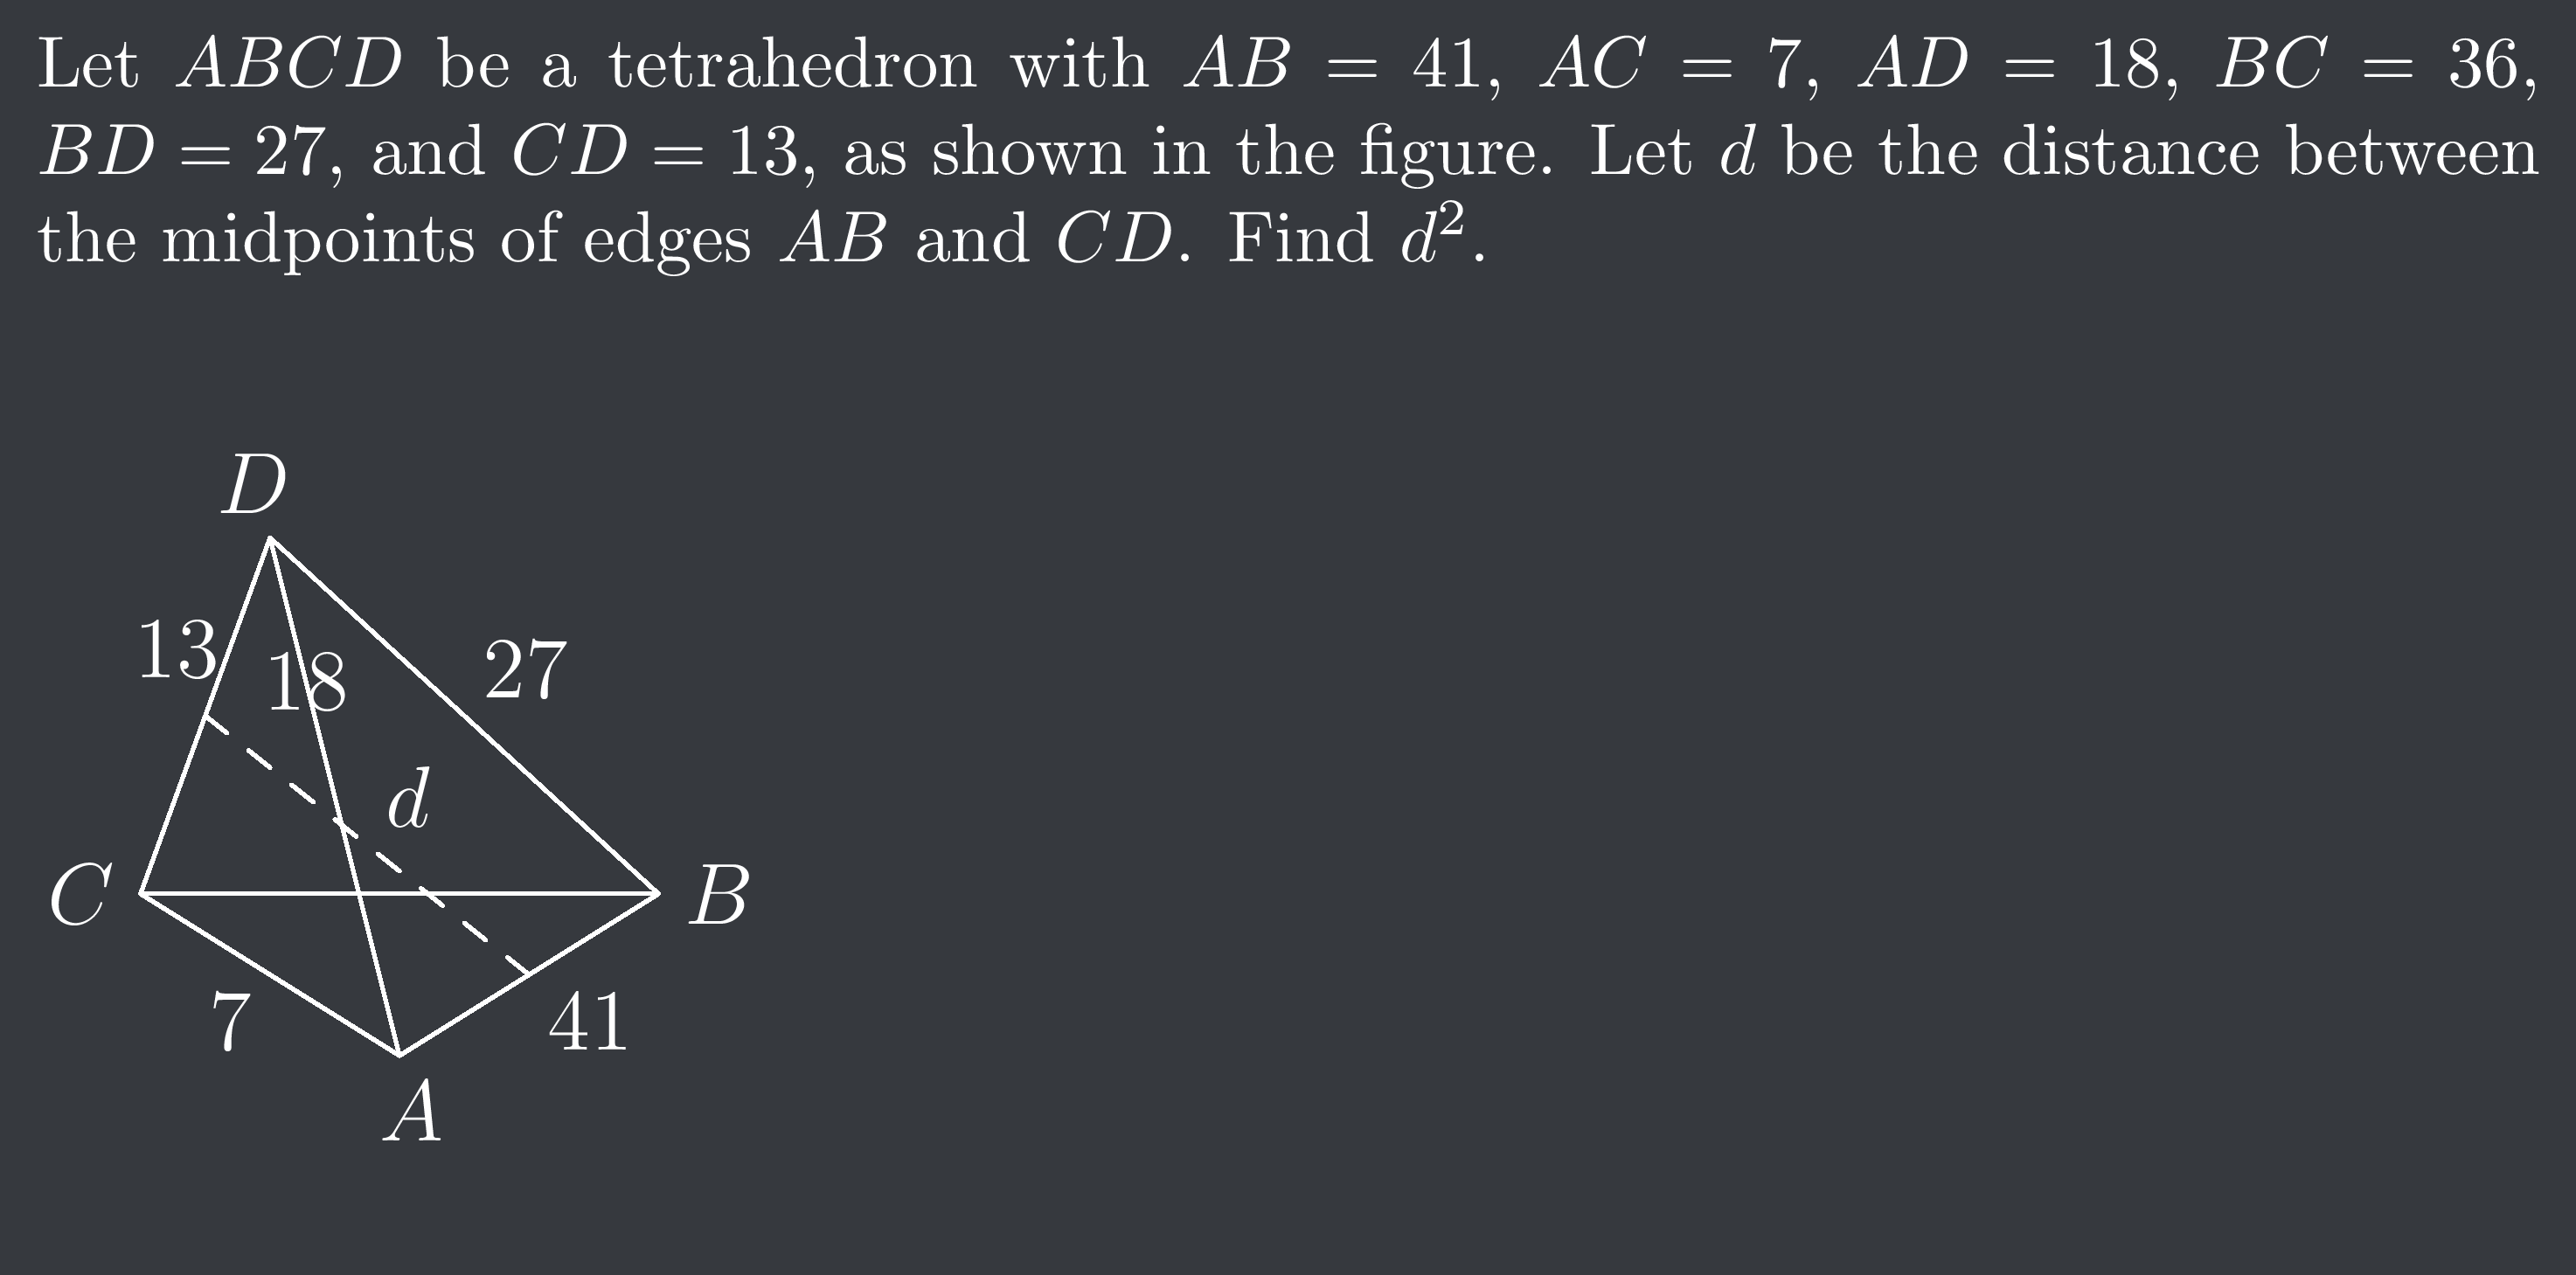 Let ABCD be a tetrahedron with AB = 41, AC = 7, AD = 18, BC = 36,
BD = 27, and CD = 13, as shown in the figure. Let d be the distance between
the midpoints of edges AB and CD. Find d².
D
13
18
27
d
C
B
7
41
A